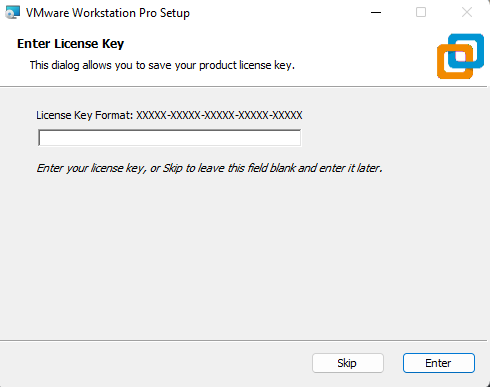 VMware Workstation Pro Setup
Enter License Key
This dialog allows you to save your product license key.
License Key Format: XXXXX-XXXXX-XXXXX-XXXXX-XXXXX
Enter your license key, or Skip to leave this field blank and enter it later.
Skip
Enter